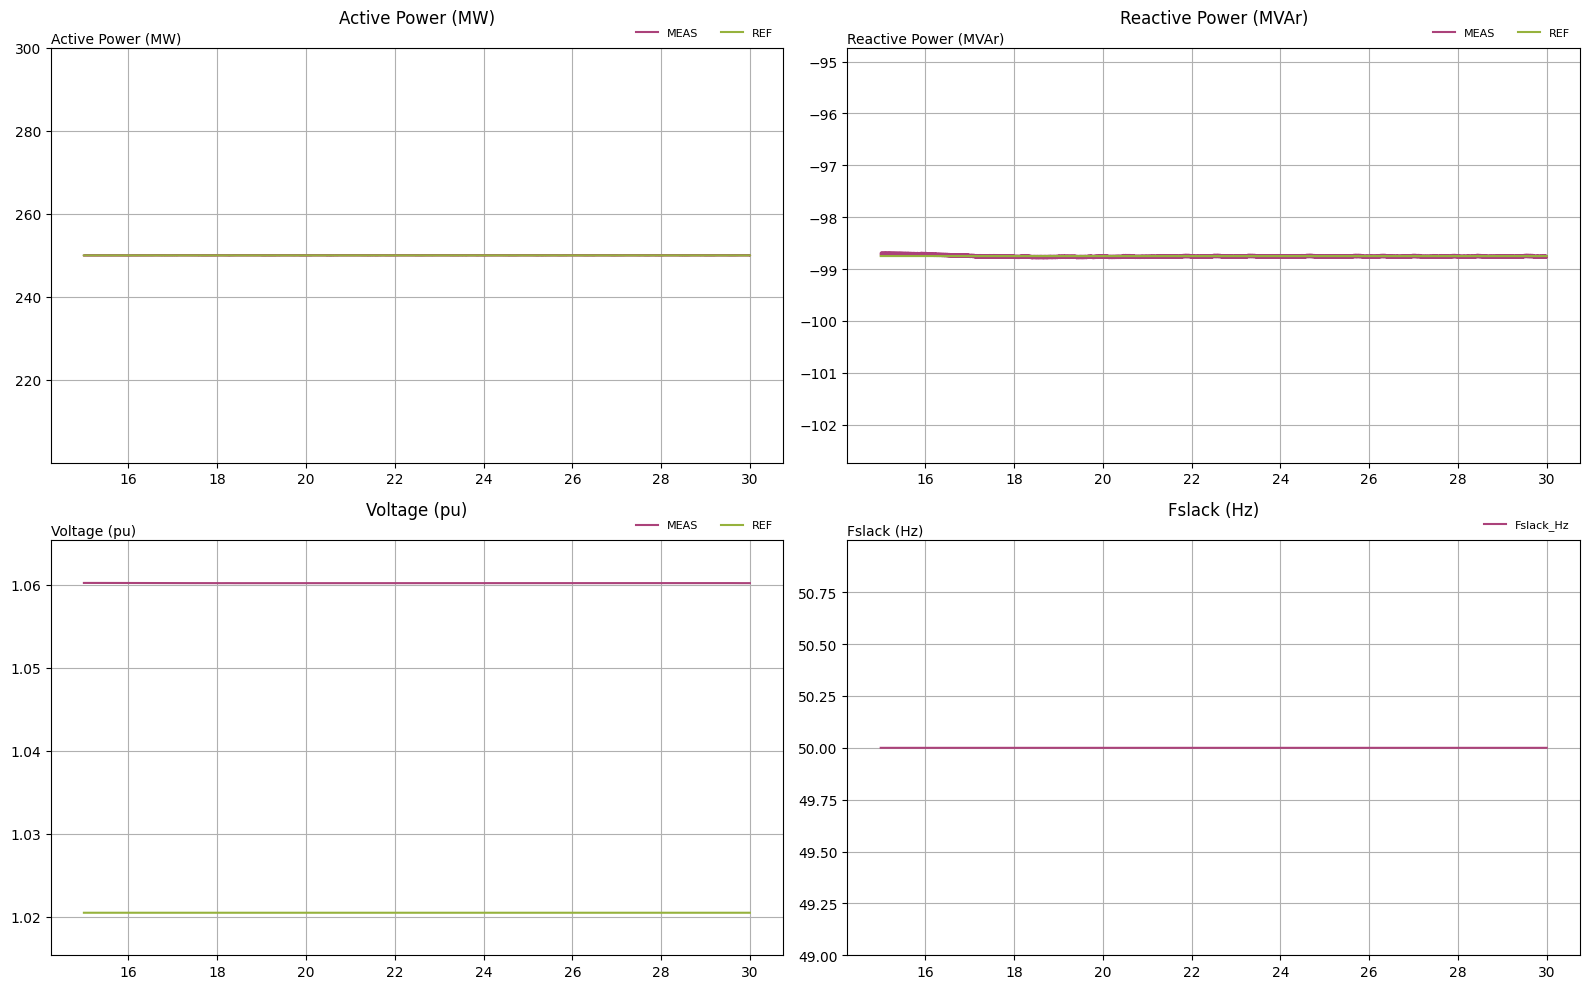 Active Power (MW)
Active Power (MW)
MEAS REF
300
280
260
240
220
16 18 20 22 24 26 28 30
Reactive Power (MVAr)
Reactive Power (MVAr)
MEAS REF
−95
−96
−97
−98
−99
−100
−101
−102
16 18 20 22 24 26 28 30
Voltage (pu)
Voltage (pu)
MEAS REF
1.06
1.05
1.04
1.03
1.02
16 18 20 22 24 26 28 30
Fslack (Hz)
Fslack (Hz)
Fslack_Hz
50.75
50.50
50.25
50.00
49.75
49.50
49.25
49.00
16 18 20 22 24 26 28 30